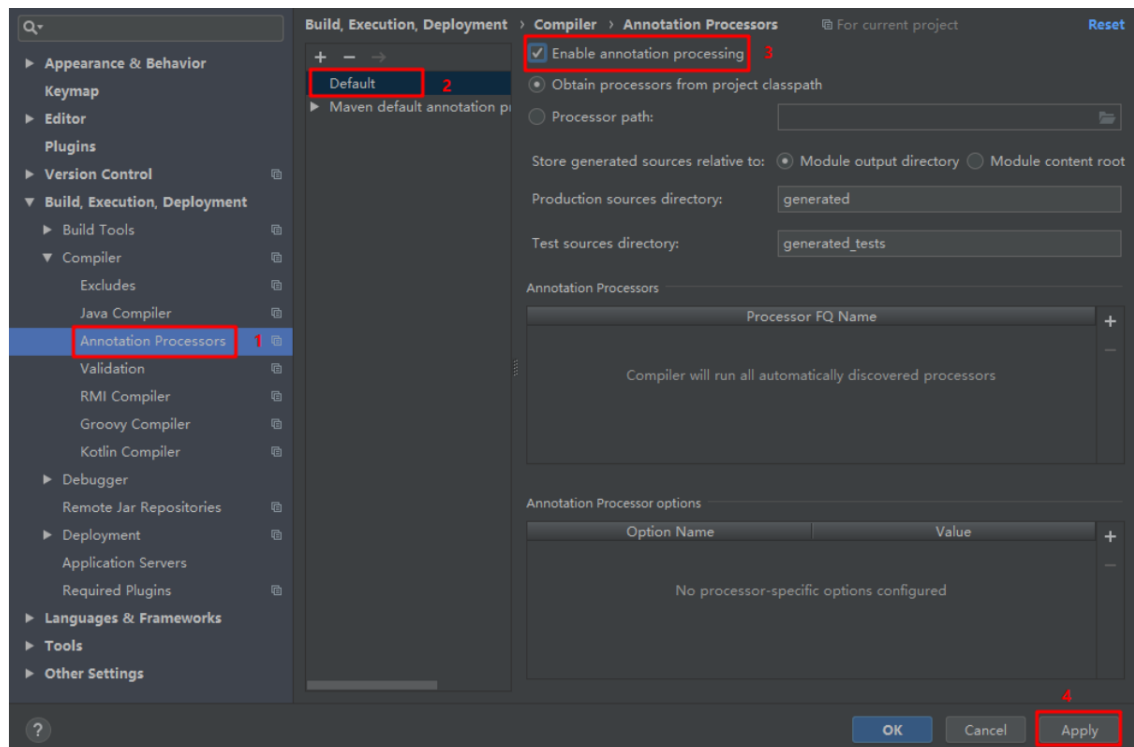 Appearance & Behavior
Keymap
Editor
Plugins
Version Control
Build, Execution, Deployment
Build Tools
Compiler
Excludes
Java Compiler
Annotation Processors 1
Validation
RMI Compiler
Groovy Compiler
Kotlin Compiler
Debugger
Remote Jar Repositories
Deployment
Application Servers
Required Plugins
Languages & Frameworks
Tools
Other Settings
Build, Execution, Deployment › Compiler › Annotation Processors For current project Reset
Default 2
Maven default annotation
Enable annotation processing 3
Obtain processors from project classpath
Processor path:
Store generated sources relative to: Module output directory Module content root
Production sources directory: generated
Test sources directory: generated_tests
Annotation Processors
Processor FQ Name
Compiler will run all automatically discovered processors
Annotation Processor options
Option Name Value
No processor-specific options configured
4
? OK Cancel Apply